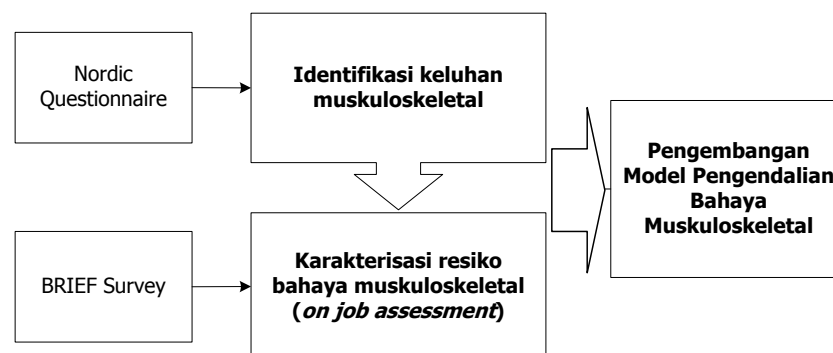 Nordic
Questionnaire
Identifikasi keluhan
muskuloskeletal
BRIEF Survey
Karakterisasi resiko
bahaya muskuloskeletal
(on job assessment)
Pengembangan
Model Pengendalian
Bahaya
Muskuloskeletal